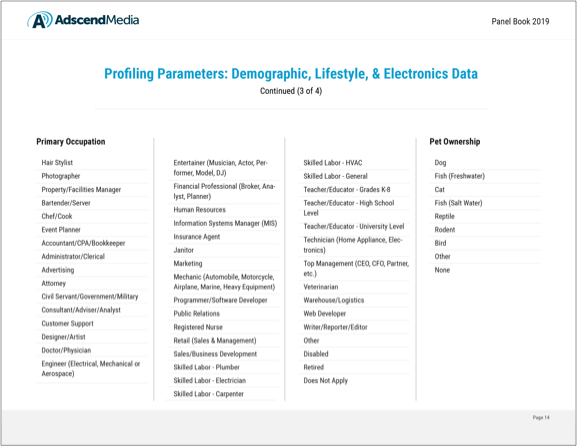 AdscendMedia
Panel Book 2019
Profiling Parameters: Demographic, Lifestyle, & Electronics Data
Continued (3 of 4)
Primary Occupation
Hair Stylist
Photographer
Property/Facilities Manager
Bartender/Server
Chef/Cook
Event Planner
Accountant/CPA/Bookkeeper
Administrator/Clerical
Advertising
Attorney
Civil Servant/Government/Military
Consultant/Adviser/Analyst
Customer Support
Designer/Artist
Doctor/Physician
Engineer (Electrical, Mechanical or
Aerospace)
Entertainer (Musician, Actor, Per-
former, Model, DJ)
Financial Professional (Broker, Ana-
lyst, Planner)
Human Resources
Information Systems Manager (MIS)
Insurance Agent
Janitor
Marketing
Mechanic (Automobile, Motorcycle,
Airplane, Marine, Heavy Equipment)
Programmer/Software Developer
Public Relations
Registered Nurse
Retail (Sales & Management)
Sales/Business Development
Skilled Labor - Plumber
Skilled Labor - Electrician
Skilled Labor - Carpenter
Skilled Labor - HVAC
Skilled Labor - General
Teacher/Educator - Grades K-8
Teacher/Educator - High School
Level
Teacher/Educator - University Level
Technician (Home Appliance, Elec-
tronics)
Top Management (CEO, CFO, Partner,
etc.)
Veterinarian
Warehouse/Logistics
Web Developer
Writer/Reporter/Editor
Other
Disabled
Retired
Does Not Apply
Pet Ownership
Dog
Fish (Freshwater)
Cat
Fish (Salt Water)
Reptile
Rodent
Bird
Other
None
Page 14